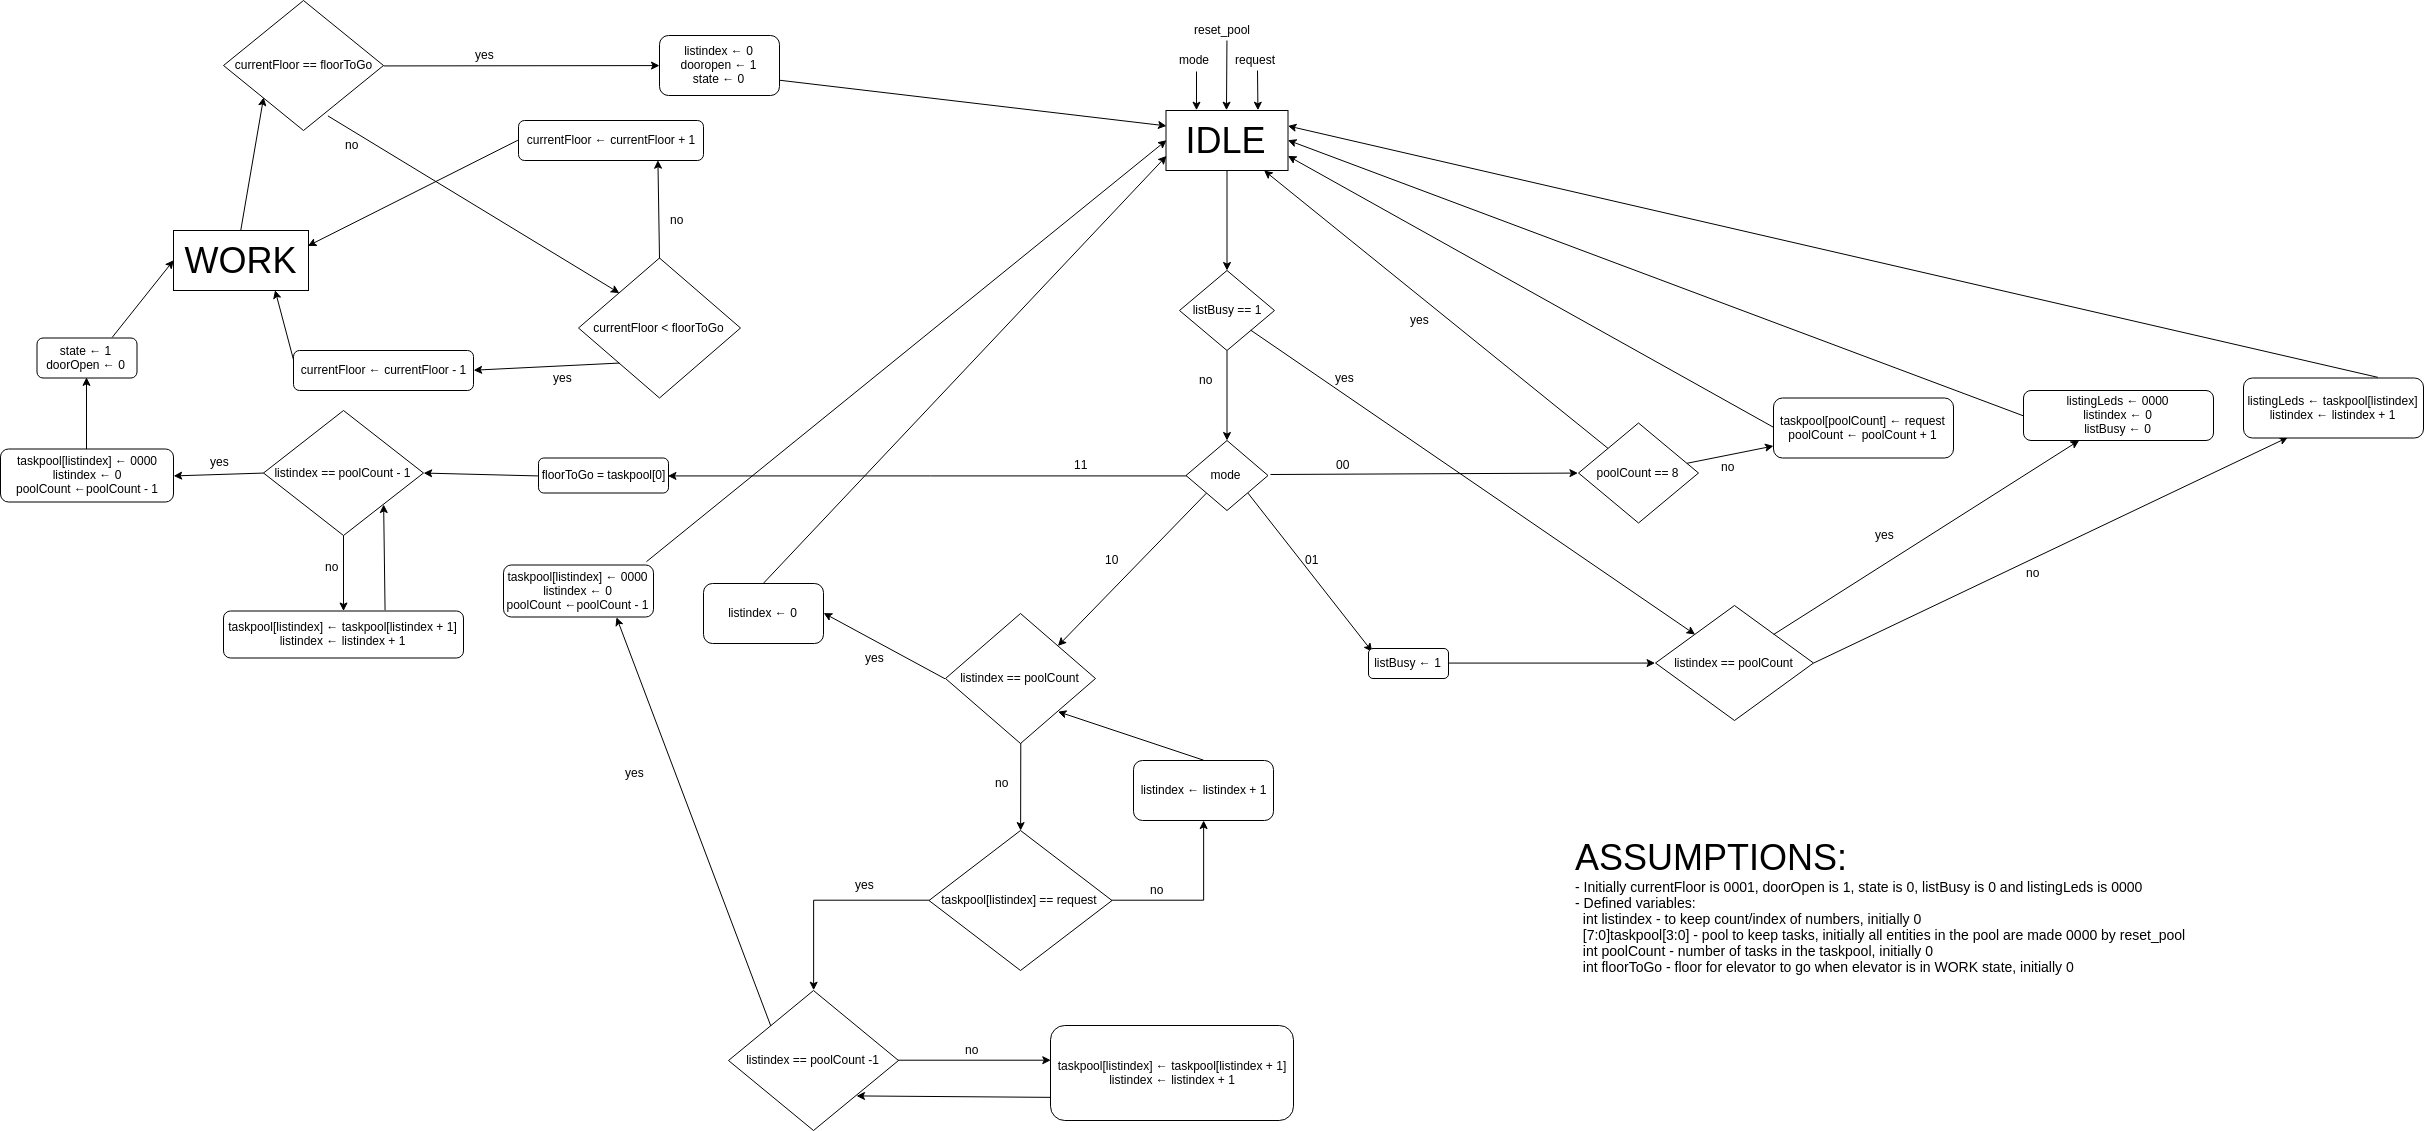 reset_pool
mode
request
IDLE
currentFloor == floorToGo
yes
listindex ← 0
dooropen ← 1
state ← 0
no
currentFloor ← currentFloor + 1
no
WORK
currentFloor < floorToGo
yes
currentFloor ← currentFloor - 1
state ← 1
doorOpen ← 0
listBusy == 1
yes
no
yes
taskpool[poolCount] ← request
poolCount ← poolCount + 1
listingLeds ← 0000
listindex ← 0
listBusy ← 0
listingLeds ← taskpool[listindex]
listindex ← listindex + 1
taskpool[listindex] ← 0000
listindex ← 0
poolCount ←poolCount - 1
yes
listindex == poolCount - 1
floorToGo = taskpool[0]
11
mode
00
poolCount == 8
no
no
taskpool[listindex] ← taskpool[listindex + 1]
listindex ← listindex + 1
taskpool[listindex] ← 0000
listindex ← 0
poolCount ←poolCount - 1
listindex ← 0
10
01
yes
no
yes
listindex == poolCount
listBusy ← 1
listindex == poolCount
yes
no
listindex ← listindex + 1
yes
taskpool[listindex] == request
no
listindex == poolCount -1
no
taskpool[listindex] ← taskpool[listindex + 1]
listindex ← listindex + 1
ASSUMPTIONS:
- Initially currentFloor is 0001, doorOpen is 1, state is 0, listBusy is 0 and listingLeds is 0000
- Defined variables:
int listindex - to keep count/index of numbers, initially 0
[7:0]taskpool[3:0] - pool to keep tasks, initially all entities in the pool are made 0000 by reset_pool
int poolCount - number of tasks in the taskpool, initially 0
int floorToGo - floor for elevator to go when elevator is in WORK state, initially 0